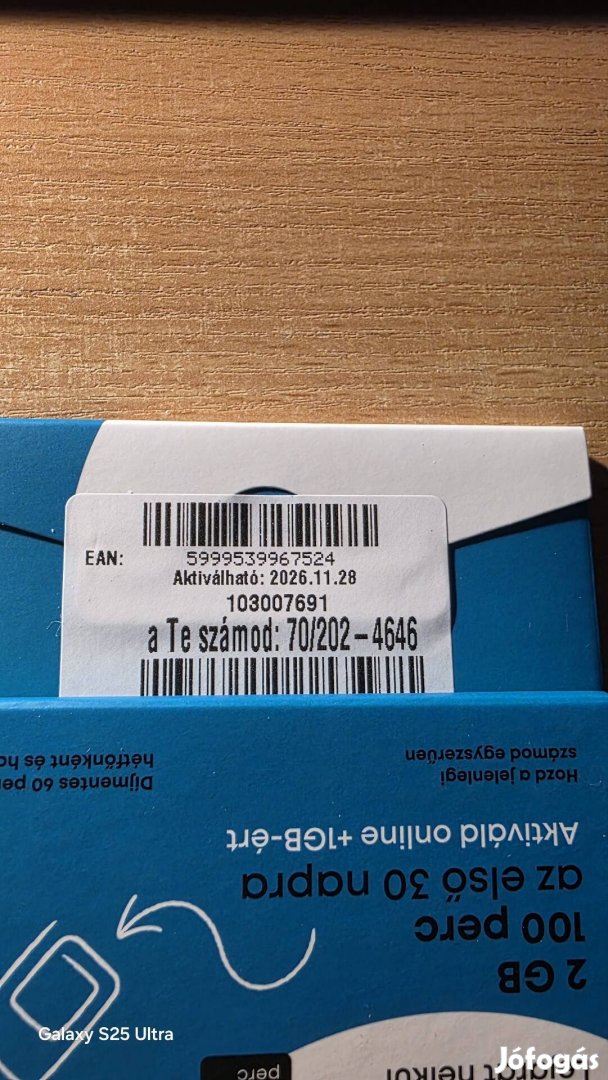 EAN: 5999539967524
Aktiválható: 2026.11.28
103007691
a Te számod: 70/202-4646
Hozd a jelenlegi
számod egyszerűen
Díjmentes 60
hétfőnként és
Aktiváld online +1GB-ért
az első 30 napra
100 perc
2 GB
perc
Galaxy S25 Ultra
Jófogás